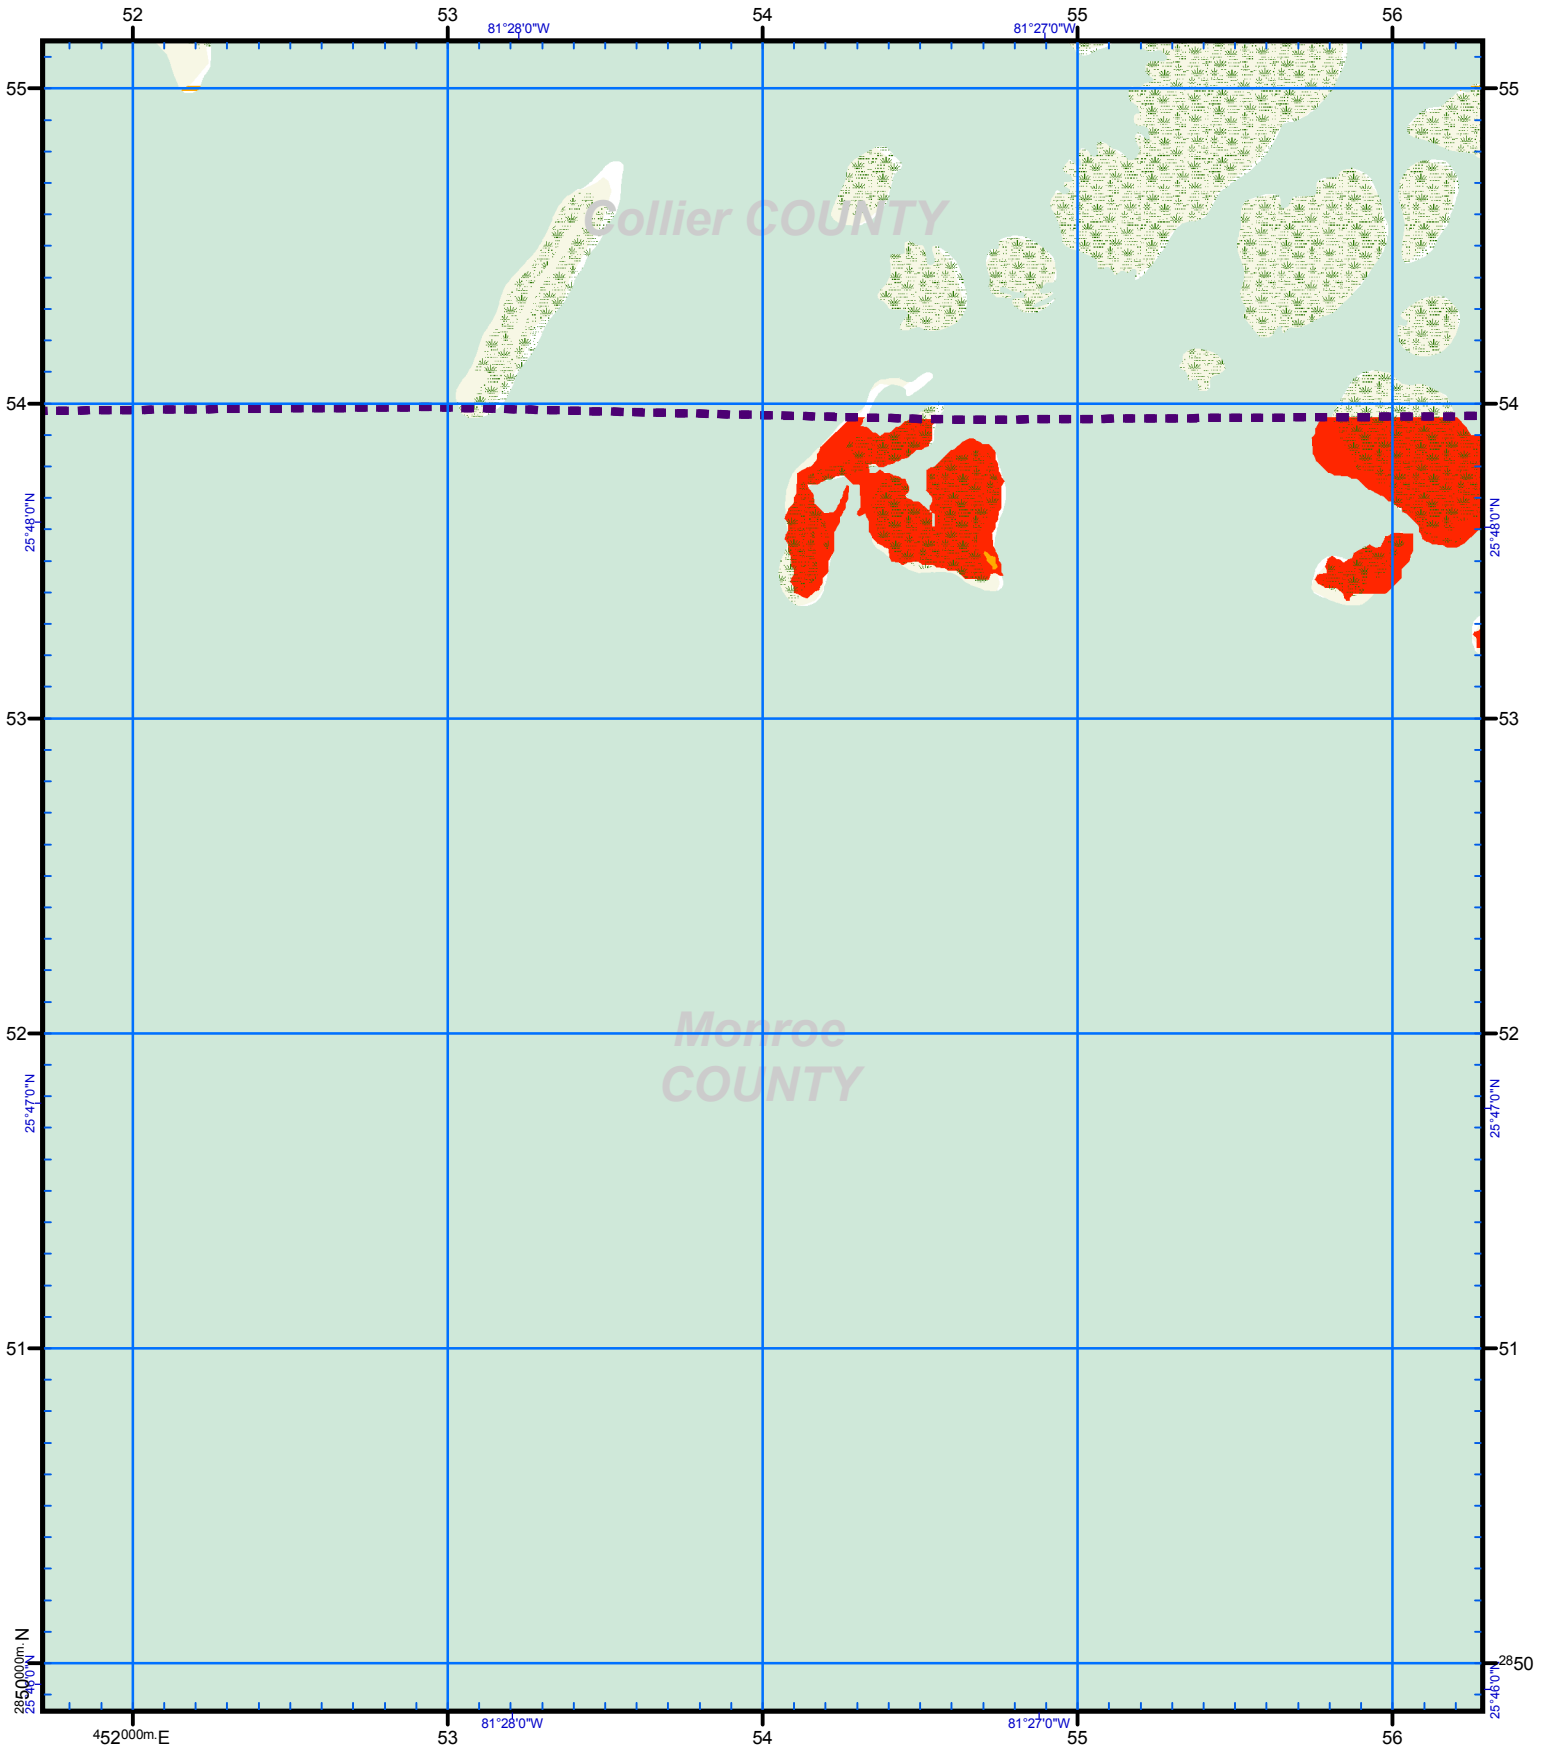 52 53 54 55 56
81°28'0"W 81°27'0"W
55 55
Collier COUNTY
54 54
25°48'0"N 25°48'0"N
53 53
Monroe
COUNTY
52 52
25°47'0"N 25°47'0"N
51 51
2850000m. N 2850
25°46'0"N 25°46'0"N
81°28'0"W 81°27'0"W
452000m. E 53 54 55 56